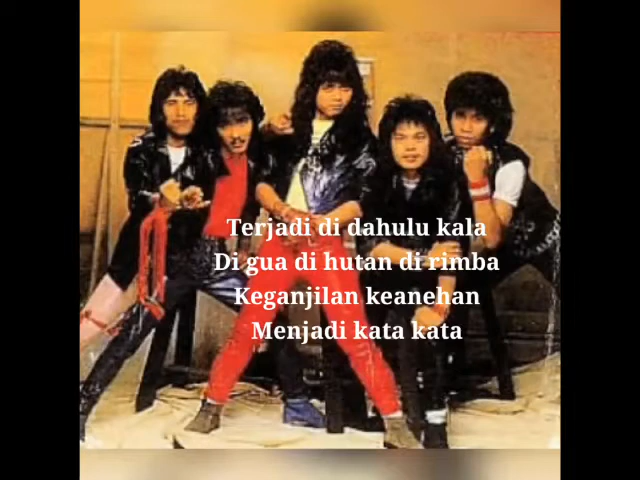 Terjadi di dahulu kala
Di gua di hutan di rimba
Keganjilan keanehan
Menjadi kata kata